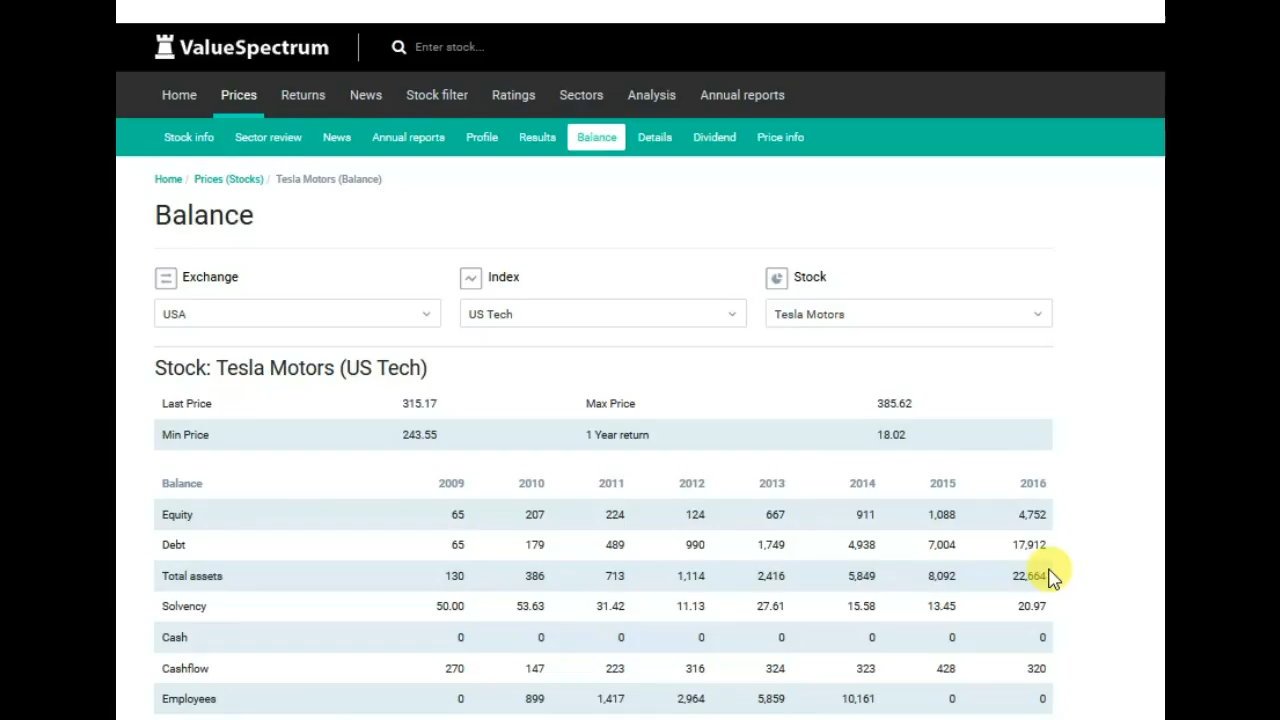 ValueSpectrum Enter stock...
Home Prices Returns News Stock filter Ratings Sectors Analysis Annual reports
Stock info Sector review News Annual reports Profile Results Balance Details Dividend Price info
Home / Prices (Stocks) / Tesla Motors (Balance)
Balance
Exchange Index Stock
USA US Tech Tesla Motors
Stock: Tesla Motors (US Tech)
Last Price 315.17 Max Price 385.62
Min Price 243.55 1 Year return 18.02
Balance 2009 2010 2011 2012 2013 2014 2015 2016
Equity 65 207 224 124 667 911 1,088 4,752
Debt 65 179 489 990 1,749 4,938 7,004 17,912
Total assets 130 386 713 1,114 2,416 5,849 8,092 22,664
Solvency 50.00 53.63 31.42 11.13 27.61 15.58 13.45 20.97
Cash 0 0 0 0 0 0 0 0
Cashflow 270 147 223 316 324 323 428 320
Employees 0 899 1,417 2,964 5,859 10,161 0 0